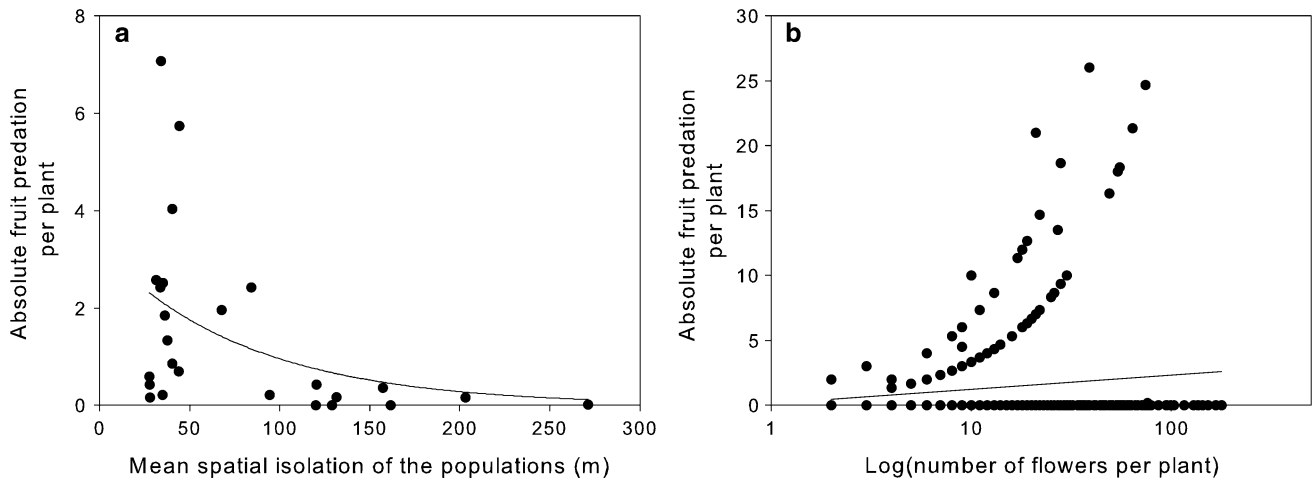 a
8
6
4
2
0
Absolute fruit predation
per plant
0 50 100 150 200 250 300
Mean spatial isolation of the populations (m)
b
30
25
20
15
10
5
0
Absolute fruit predation
per plant
1 10 100
Log(number of flowers per plant)